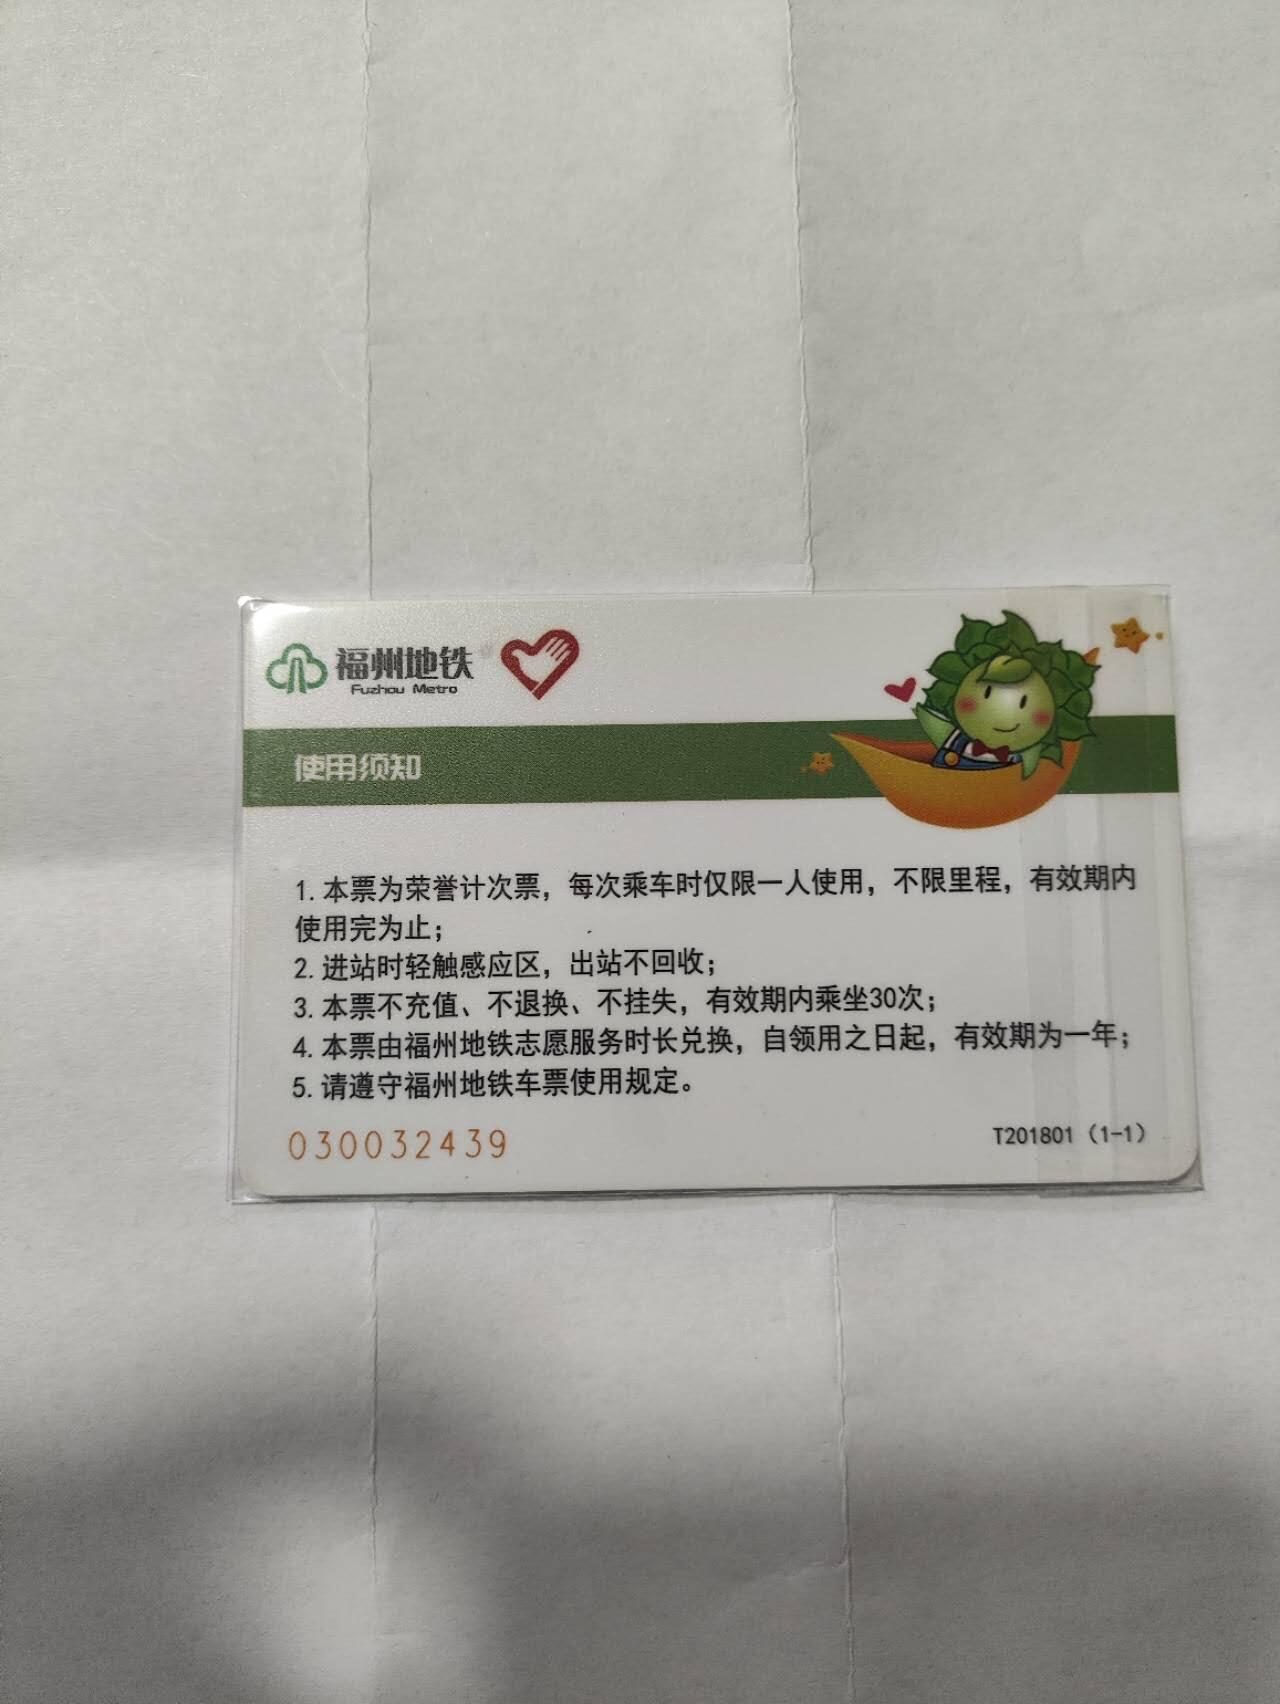 福州地铁
Fuzhou Metro
使用须知
1.本票为荣誉计次票，每次乘车时仅限一人使用，不限里程，有效期内
使用完为止；
2.进站时轻触感应区，出站不回收；
3.本票不充值、不退换、不挂失，有效期内乘坐30次；
4.本票由福州地铁志愿服务时长兑换，自领用之日起，有效期为一年；
5.请遵守福州地铁车票使用规定。
030032439
T201801（1-1）